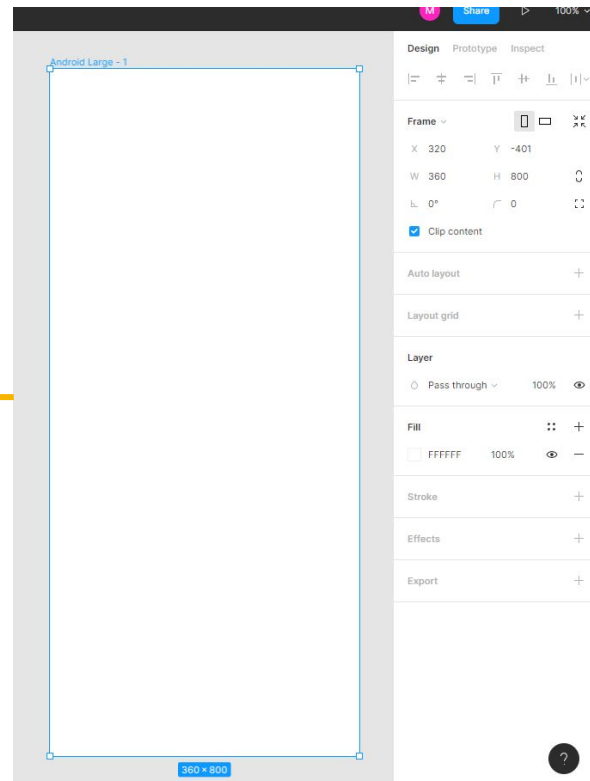 M Share 100%
Android Large - 1
Design Prototype Inspect
Frame
X 320 Y -401
W 360 H 800
0° 0
Clip content
Auto layout
Layout grid
Layer
Pass through 100%
Fill
FFFFFF 100%
Stroke
Effects
Export
360 × 800
?